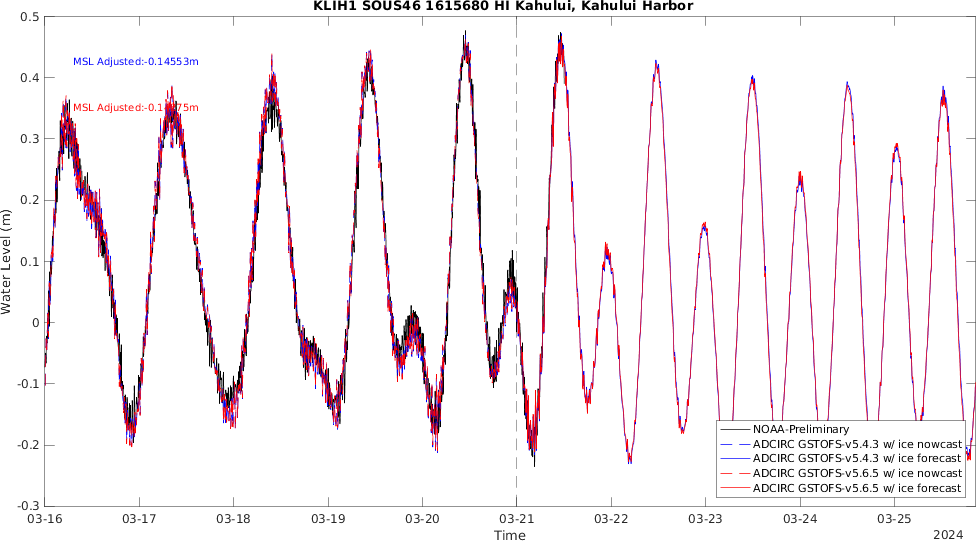 KLIH1 SOUS46 1615680 HI Kahului, Kahului Harbor
0.5
0.4
0.3
0.2
0.1
0
-0.1
-0.2
-0.3
Water Level (m)
MSL Adjusted:-0.14553m
MSL Adjusted:
NOAA-Preliminary
ADCIRC GSTOFS-v5.4.3 w/ ice nowcast
ADCIRC GSTOFS-v5.4.3 w/ ice forecast
ADCIRC GSTOFS-v5.6.5 w/ ice nowcast
ADCIRC GSTOFS-v5.6.5 w/ ice forecast
03-16 03-17 03-18 03-19 03-20 03-21 03-22 03-23 03-24 03-25
Time
2024